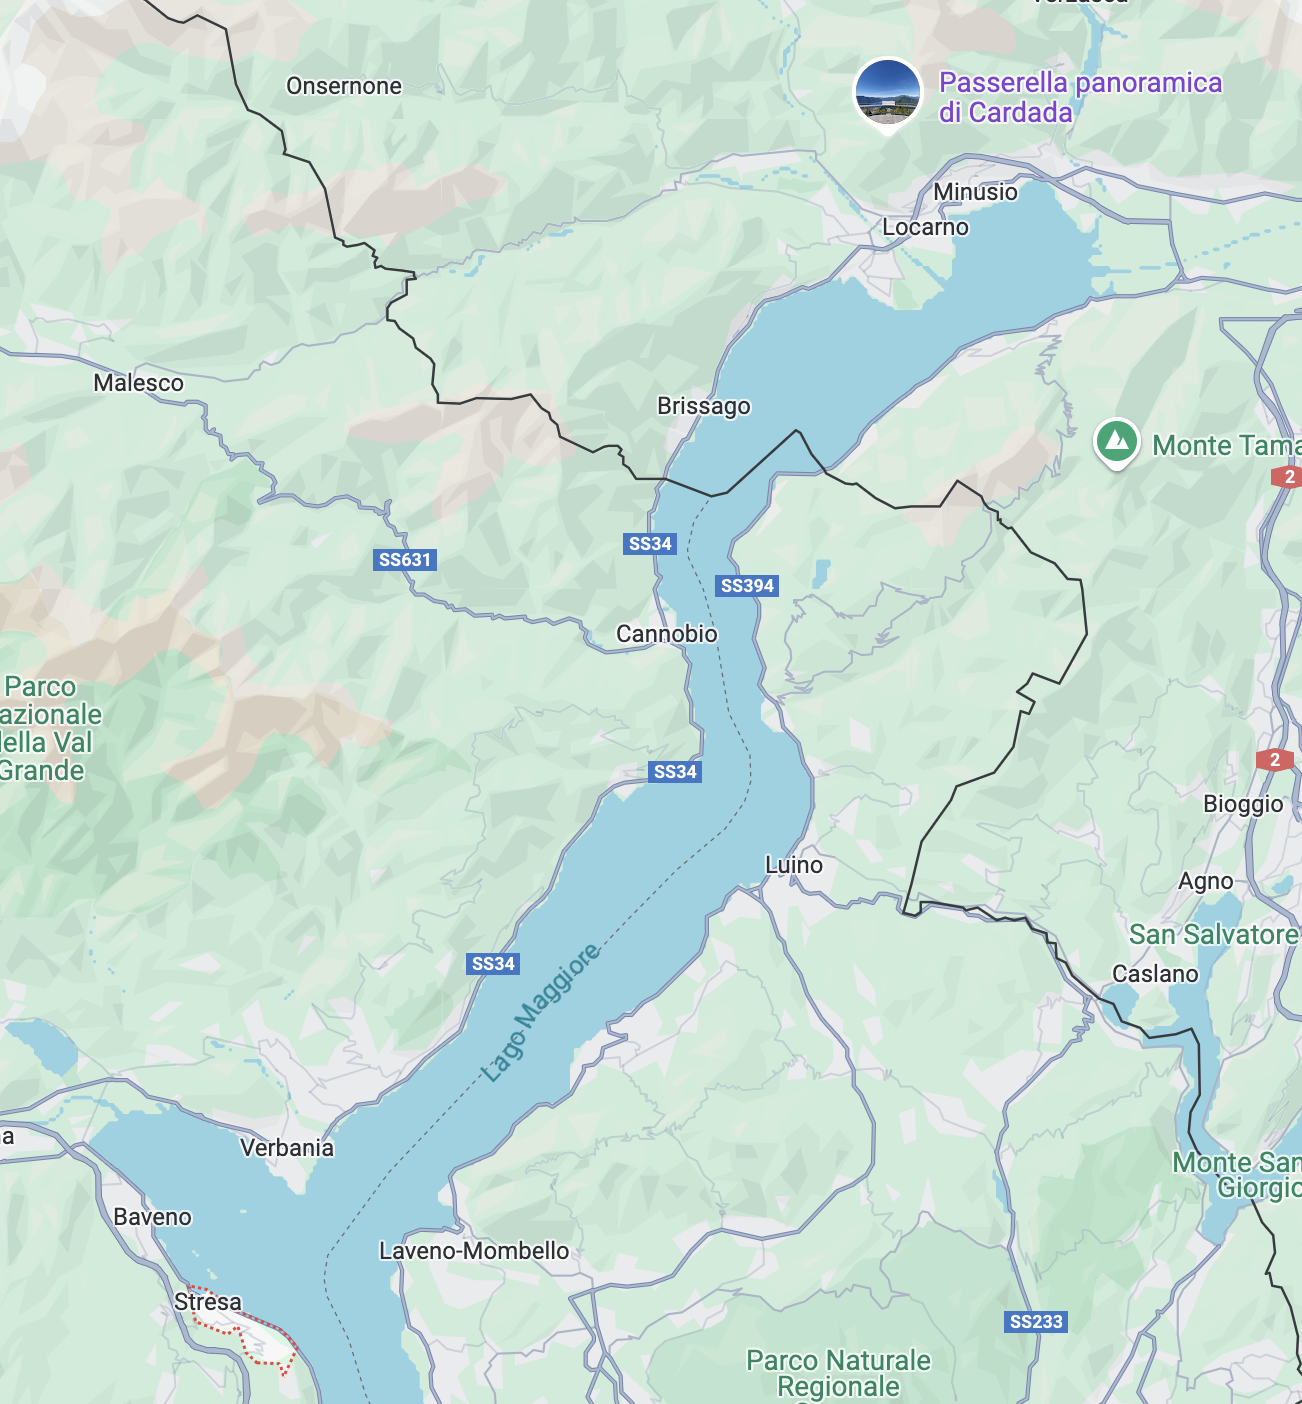 Onsernone
Passerella panoramica
di Cardada
Minusio
Locarno
Malesco
Brissago
Monte Tama
2
SS34
SS631
SS394
Cannobio
Parco
azionale
ella Val
Grande
SS34
2
Bioggio
Luino
Agno
San Salvatore
SS34
Lago Maggiore
Caslano
Verbania
Monte San
Giorgio
Baveno
Laveno-Mombello
Stresa
SS233
Parco Naturale
Regionale